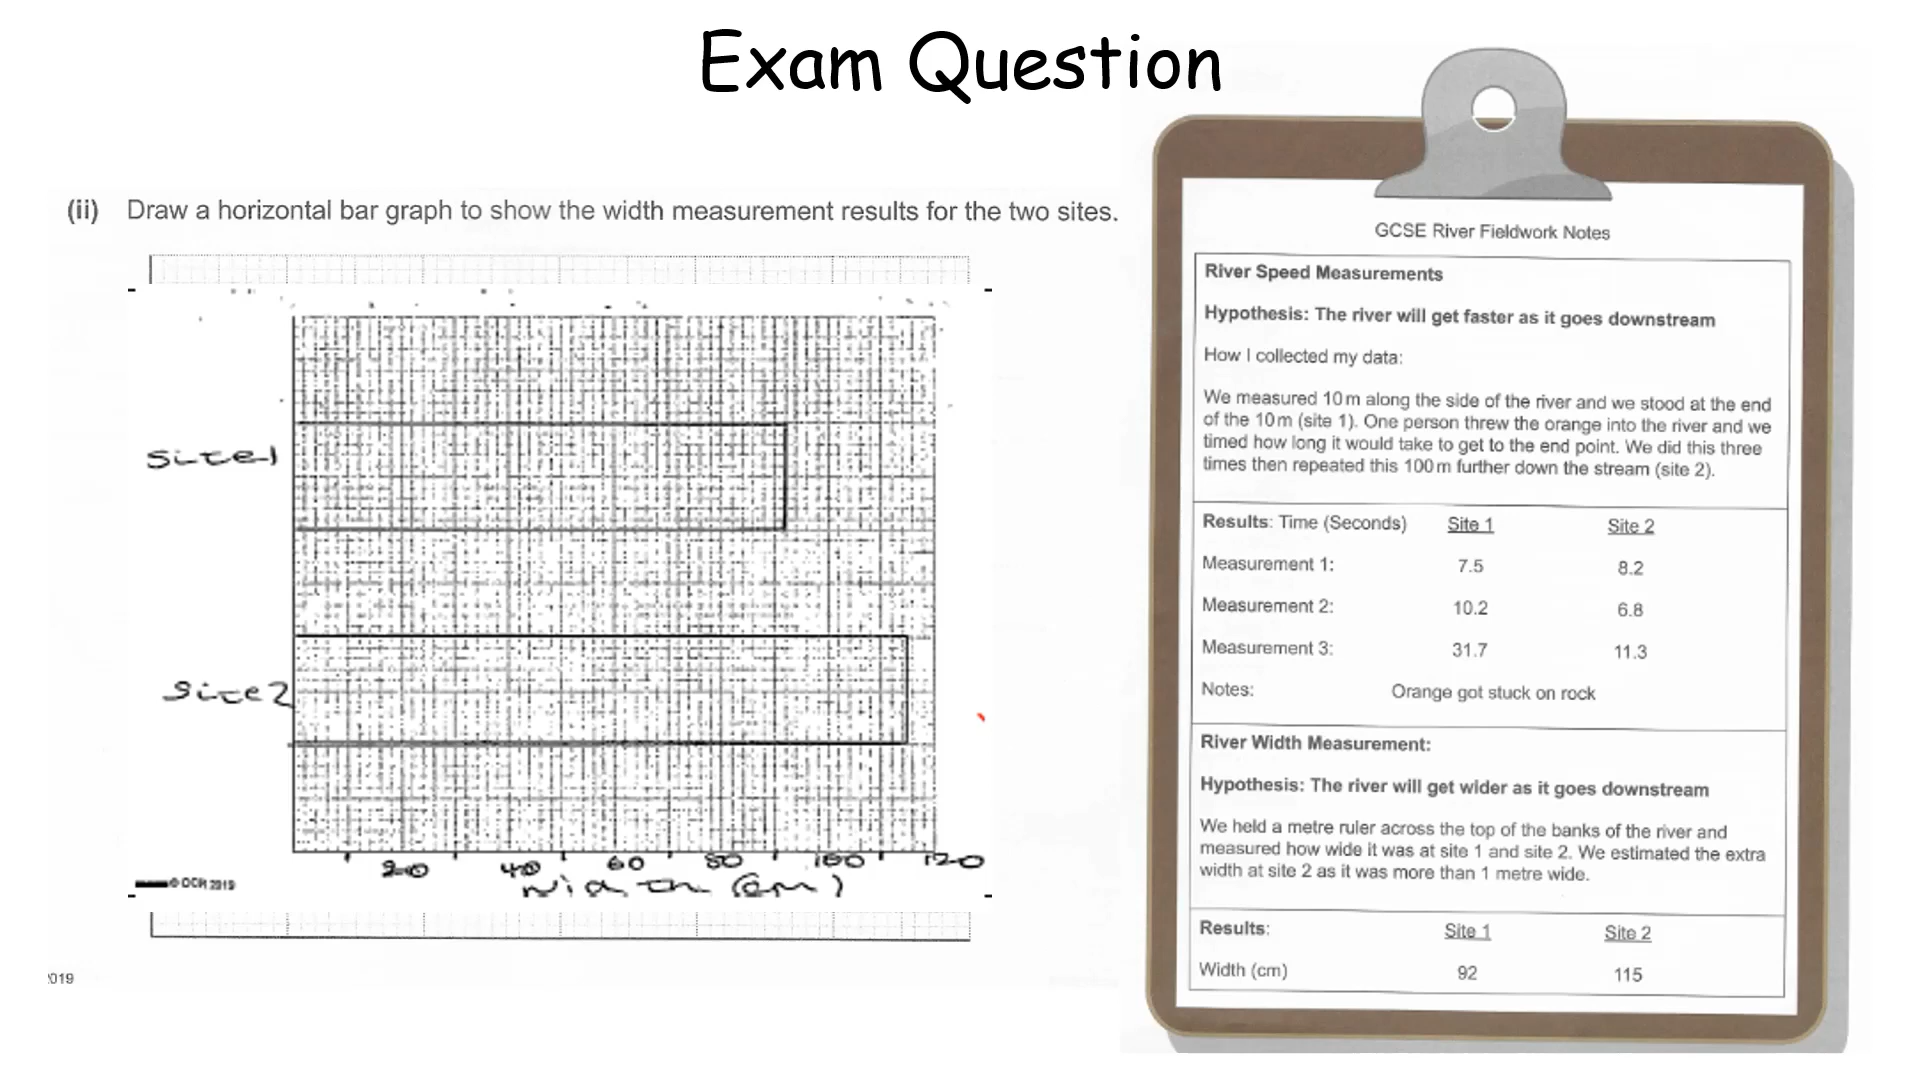 Exam Question
(ii) Draw a horizontal bar graph to show the width measurement results for the two sites.
Site 1
Site 2
20 40 60 80 100 120
Width (cm)
© OCR 2019
2019
GCSE River Fieldwork Notes
River Speed Measurements
Hypothesis: The river will get faster as it goes downstream
How I collected my data:
We measured 10 m along the side of the river and we stood at the end
of the 10 m (site 1). One person threw the orange into the river and we
timed how long it would take to get to the end point. We did this three
times then repeated this 100 m further down the stream (site 2).
Results: Time (Seconds) Site 1 Site 2
Measurement 1: 7.5 8.2
Measurement 2: 10.2 6.8
Measurement 3: 31.7 11.3
Notes: Orange got stuck on rock
River Width Measurement:
Hypothesis: The river will get wider as it goes downstream
We held a metre ruler across the top of the banks of the river and
measured how wide it was at site 1 and site 2. We estimated the extra
width at site 2 as it was more than 1 metre wide.
Results: Site 1 Site 2
Width (cm) 92 115